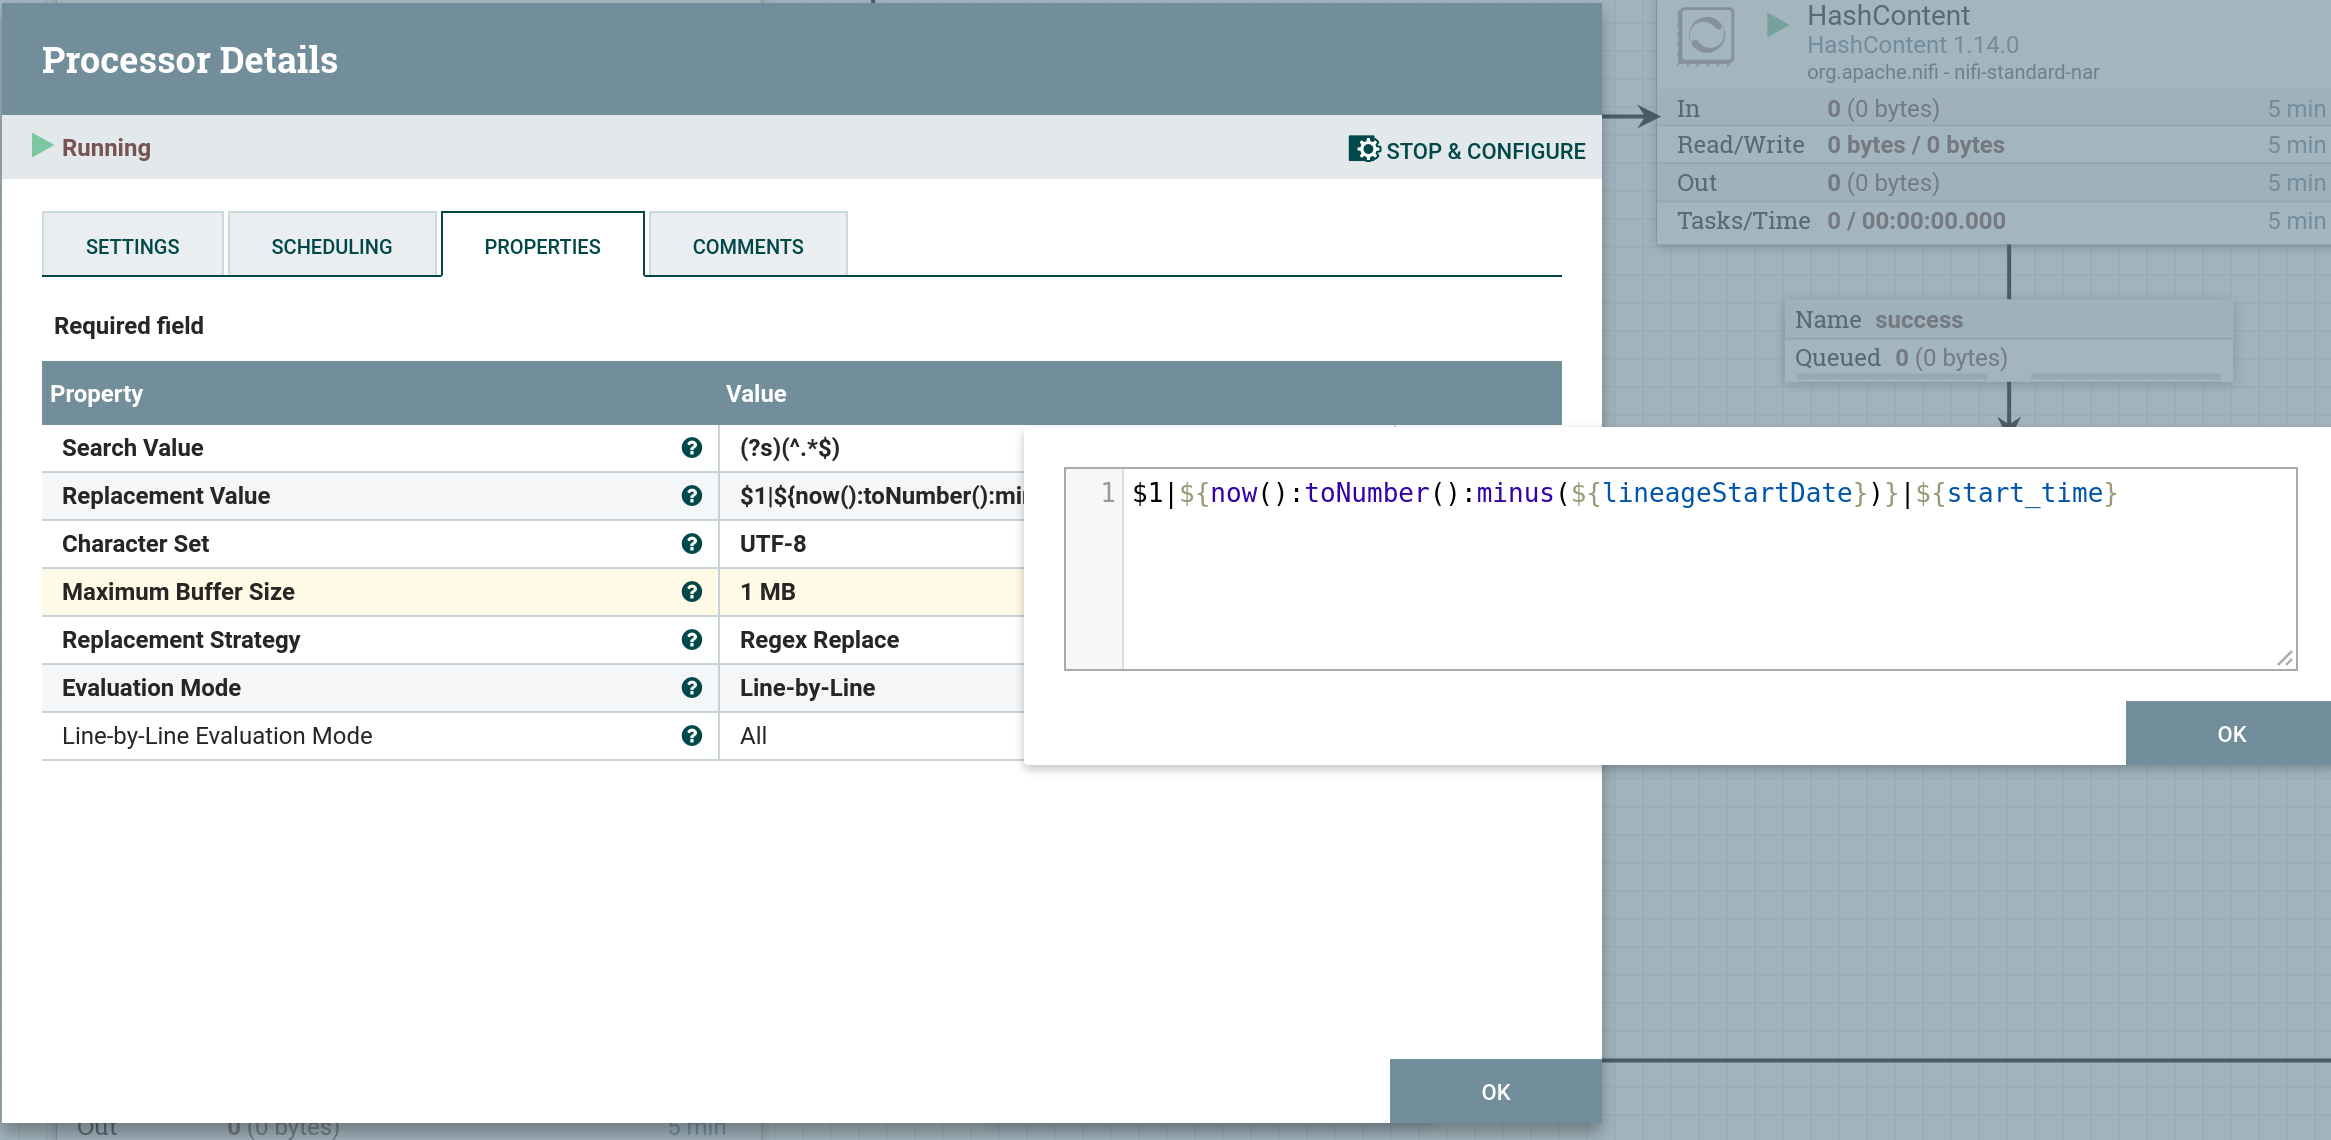 Processor Details
Running
STOP & CONFIGURE
SETTINGS
SCHEDULING
PROPERTIES
COMMENTS
Required field
Property Value
Search Value (?s)(^.*$)
Replacement Value $1|${now():toNumber():mi
Character Set UTF-8
Maximum Buffer Size 1 MB
Replacement Strategy Regex Replace
Evaluation Mode Line-by-Line
Line-by-Line Evaluation Mode All
OK
1 $1|${now():toNumber():minus(${lineageStartDate})}|${start_time}
OK
HashContent
HashContent 1.14.0
org.apache.nifi - nifi-standard-nar
In 0 (0 bytes) 5 min
Read/Write 0 bytes / 0 bytes 5 min
Out 0 (0 bytes) 5 min
Tasks/Time 0 / 00:00:00.000 5 min
Name success
Queued 0 (0 bytes)
Out 0 (0 bytes) 5 min